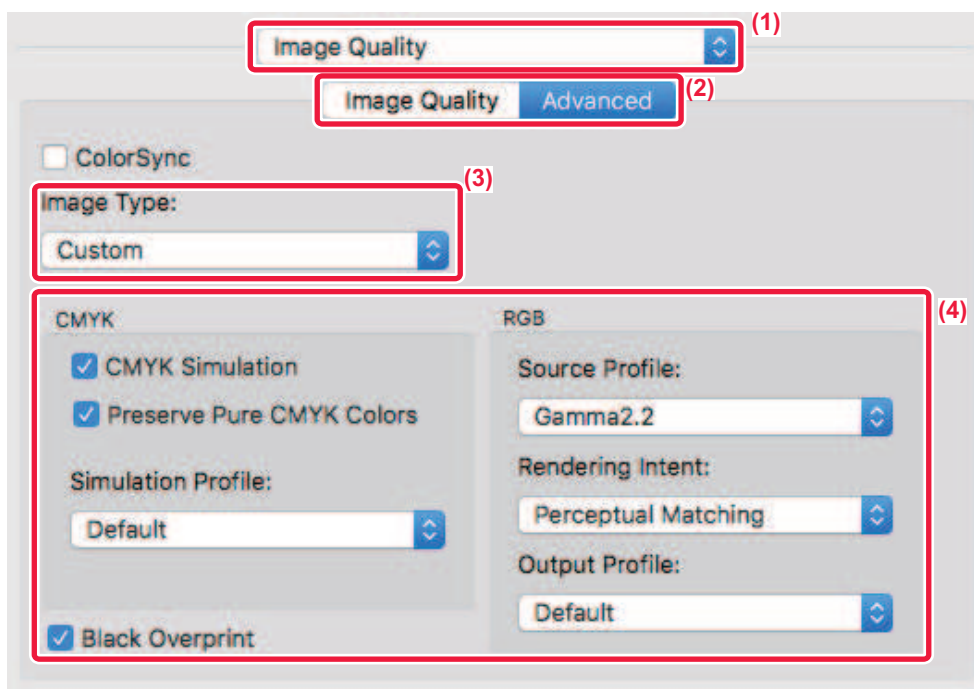 (1)
Image Quality
(2)
Image Quality Advanced
ColorSync
(3)
Image Type:
Custom
(4)
CMYK
CMYK Simulation
Preserve Pure CMYK Colors
Simulation Profile:
Default
Black Overprint
RGB
Source Profile:
Gamma2.2
Rendering Intent:
Perceptual Matching
Output Profile:
Default